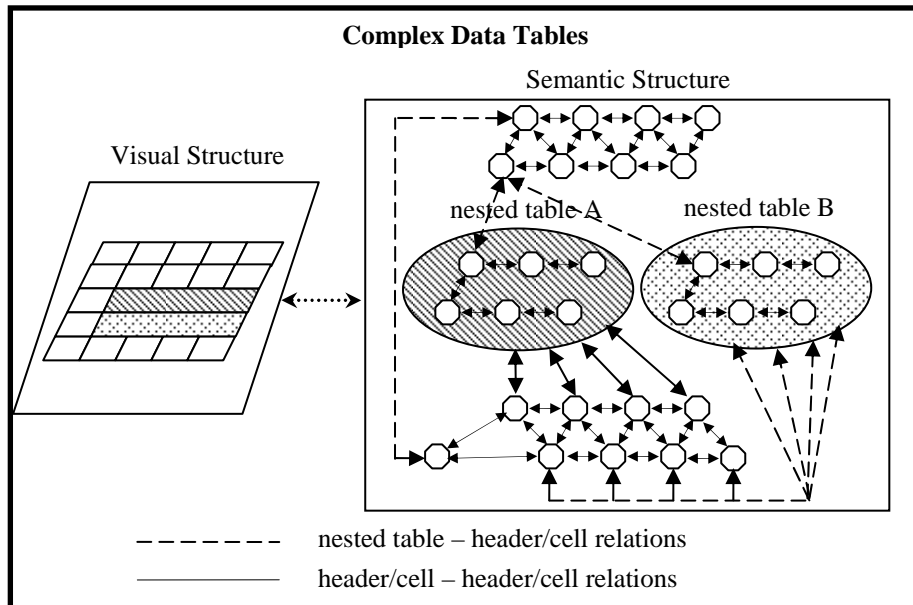 Complex Data Tables
Semantic Structure
Visual Structure
nested table A
nested table B
nested table – header/cell relations
header/cell – header/cell relations